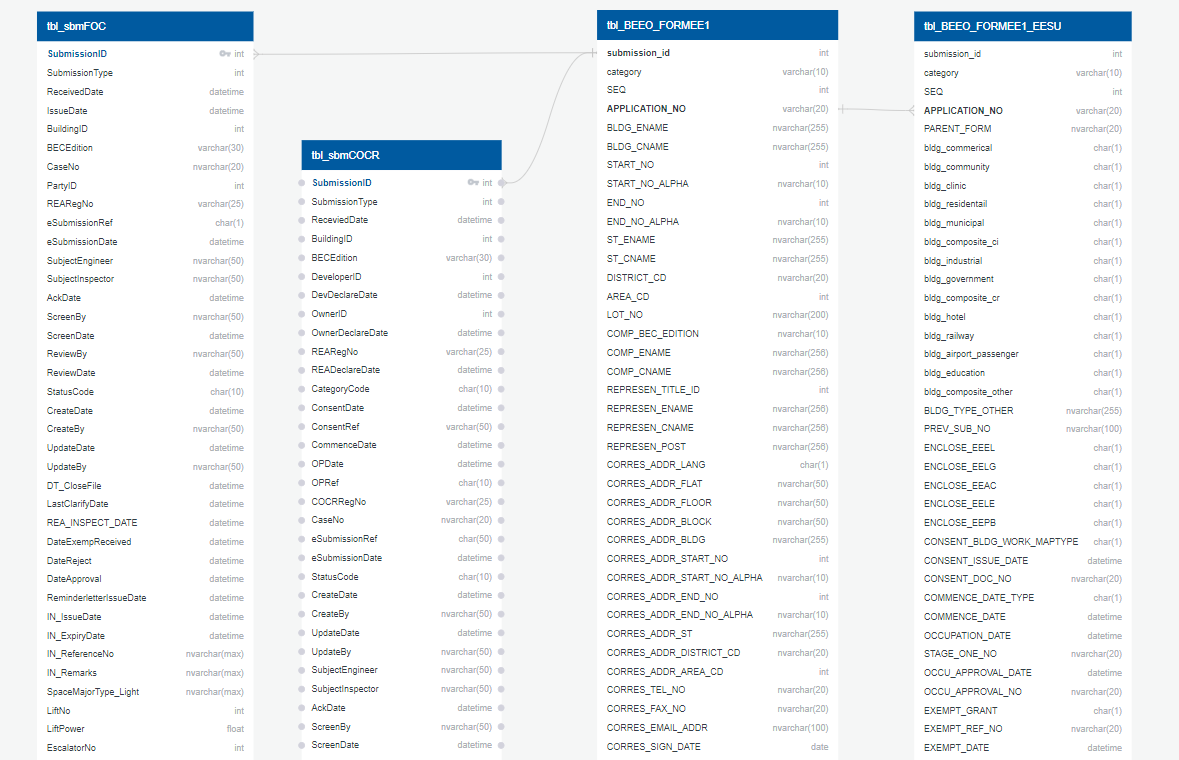 tbl_sbmFOC
SubmissionID int
SubmissionType int
ReceivedDate datetime
IssueDate datetime
BuildingID int
BECEdition varchar(30)
CaseNo nvarchar(20)
PartyID int
REARegNo varchar(25)
eSubmissionRef char(1)
eSubmissionDate datetime
SubjectEngineer nvarchar(50)
SubjectInspector nvarchar(50)
AckDate datetime
ScreenBy nvarchar(50)
ScreenDate datetime
ReviewBy nvarchar(50)
ReviewDate datetime
StatusCode char(10)
CreateDate datetime
CreateBy nvarchar(50)
UpdateDate datetime
UpdateBy nvarchar(50)
DT_CloseFile datetime
LastClarifyDate datetime
REA_INSPECT_DATE datetime
DateExempReceived datetime
DateReject datetime
DateApproval datetime
ReminderletterIssueDate datetime
IN_IssueDate datetime
IN_ExpiryDate datetime
IN_ReferenceNo nvarchar(max)
IN_Remarks nvarchar(max)
SpaceMajorType_Light nvarchar(max)
LiftNo int
LiftPower float
EscalatorNo int
tbl_sbmCOCR
SubmissionID int
SubmissionType int
ReceviedDate datetime
BuildingID int
BECEdition varchar(30)
DeveloperID int
DevDeclareDate datetime
OwnerID int
OwnerDeclareDate datetime
REARegNo varchar(25)
READeclareDate datetime
CategoryCode char(10)
ConsentDate datetime
ConsentRef varchar(50)
CommenceDate datetime
OPDate datetime
OPRef char(10)
COCRRegNo varchar(25)
CaseNo nvarchar(20)
eSubmissionRef char(50)
eSubmissionDate datetime
StatusCode char(10)
CreateDate datetime
CreateBy nvarchar(50)
UpdateDate datetime
UpdateBy nvarchar(50)
SubjectEngineer nvarchar(50)
SubjectInspector nvarchar(50)
AckDate datetime
ScreenBy nvarchar(50)
ScreenDate datetime
tbl_BEEO_FORMEE1
submission_id int
category varchar(10)
SEQ int
APPLICATION_NO varchar(20)
BLDG_ENAME nvarchar(255)
BLDG_CNAME nvarchar(255)
START_NO int
START_NO_ALPHA nvarchar(10)
END_NO int
END_NO_ALPHA nvarchar(10)
ST_ENAME nvarchar(255)
ST_CNAME nvarchar(255)
DISTRICT_CD nvarchar(20)
AREA_CD int
LOT_NO nvarchar(200)
COMP_BEC_EDITION nvarchar(10)
COMP_ENAME nvarchar(256)
COMP_CNAME nvarchar(256)
REPRESEN_TITLE_ID int
REPRESEN_ENAME nvarchar(256)
REPRESEN_CNAME nvarchar(256)
REPRESEN_POST nvarchar(256)
CORRES_ADDR_LANG char(1)
CORRES_ADDR_FLAT nvarchar(50)
CORRES_ADDR_FLOOR nvarchar(50)
CORRES_ADDR_BLOCK nvarchar(50)
CORRES_ADDR_BLDG nvarchar(255)
CORRES_ADDR_START_NO int
CORRES_ADDR_START_NO_ALPHA nvarchar(10)
CORRES_ADDR_END_NO int
CORRES_ADDR_END_NO_ALPHA nvarchar(10)
CORRES_ADDR_ST nvarchar(255)
CORRES_ADDR_DISTRICT_CD nvarchar(20)
CORRES_ADDR_AREA_CD int
CORRES_TEL_NO nvarchar(20)
CORRES_FAX_NO nvarchar(20)
CORRES_EMAIL_ADDR nvarchar(100)
CORRES_SIGN_DATE date
tbl_BEEO_FORMEE1_EESU
submission_id int
category varchar(10)
SEQ int
APPLICATION_NO varchar(20)
PARENT_FORM nvarchar(20)
bldg_commerical char(1)
bldg_community char(1)
bldg_clinic char(1)
bldg_residentail char(1)
bldg_municipal char(1)
bldg_composite_ci char(1)
bldg_industrial char(1)
bldg_government char(1)
bldg_composite_cr char(1)
bldg_hotel char(1)
bldg_railway char(1)
bldg_airport_passenger char(1)
bldg_education char(1)
bldg_composite_other char(1)
BLDG_TYPE_OTHER nvarchar(255)
PREV_SUB_NO nvarchar(100)
ENCLOSE_EEEL char(1)
ENCLOSE_EELG char(1)
ENCLOSE_EEAC char(1)
ENCLOSE_EELE char(1)
ENCLOSE_EEPB char(1)
CONSENT_BLDG_WORK_MAPTYPE char(1)
CONSENT_ISSUE_DATE datetime
CONSENT_DOC_NO nvarchar(20)
COMMENCE_DATE_TYPE char(1)
COMMENCE_DATE datetime
OCCUPATION_DATE datetime
STAGE_ONE_NO nvarchar(20)
OCCU_APPROVAL_DATE datetime
OCCU_APPROVAL_NO nvarchar(20)
EXEMPT_GRANT char(1)
EXEMPT_REF_NO nvarchar(20)
EXEMPT_DATE datetime